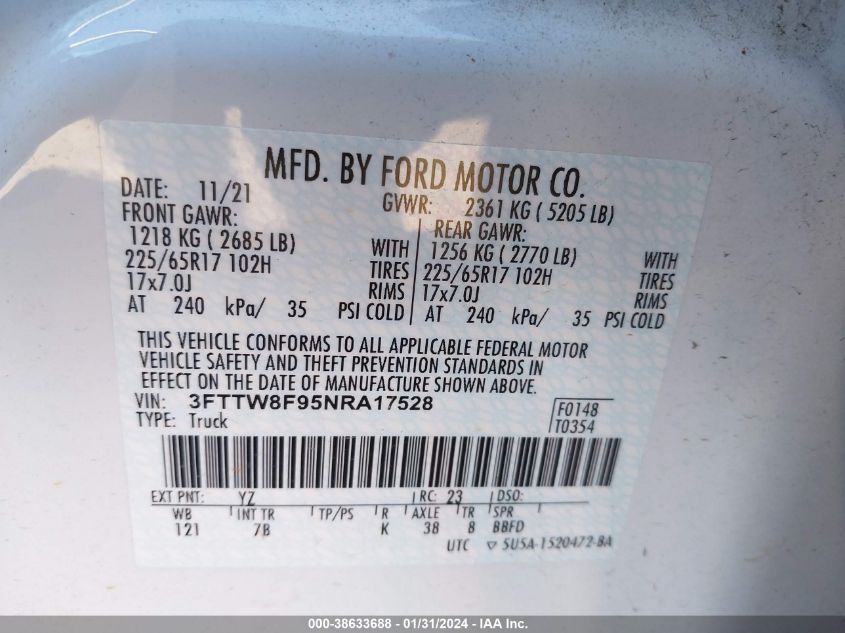 MFD. BY FORD MOTOR CO.
DATE: 11/21 GVWR: 2361 KG ( 5205 LB)
FRONT GAWR: REAR GAWR:
1218 KG ( 2685 LB) WITH 1256 KG ( 2770 LB) WITH
225/65R17 102H TIRES 225/65R17 102H TIRES
17x7.0J RIMS 17x7.0J RIMS
AT 240 kPa/ 35 PSI COLD AT 240 kPa/ 35 PSI COLD
THIS VEHICLE CONFORMS TO ALL APPLICABLE FEDERAL MOTOR
VEHICLE SAFETY AND THEFT PREVENTION STANDARDS IN
EFFECT ON THE DATE OF MANUFACTURE SHOWN ABOVE.
VIN: 3FTTW8F95NRA17528 F0148
TYPE: Truck T0354
EXT PNT: YZ RC: 23 DSO:
WB INT TR TP/PS R AXLE TR SPR
121 7B K 38 8 BBFD
UTC ▽ 5U5A-1520472-BA
000-38633688 - 01/31/2024 - IAA Inc.